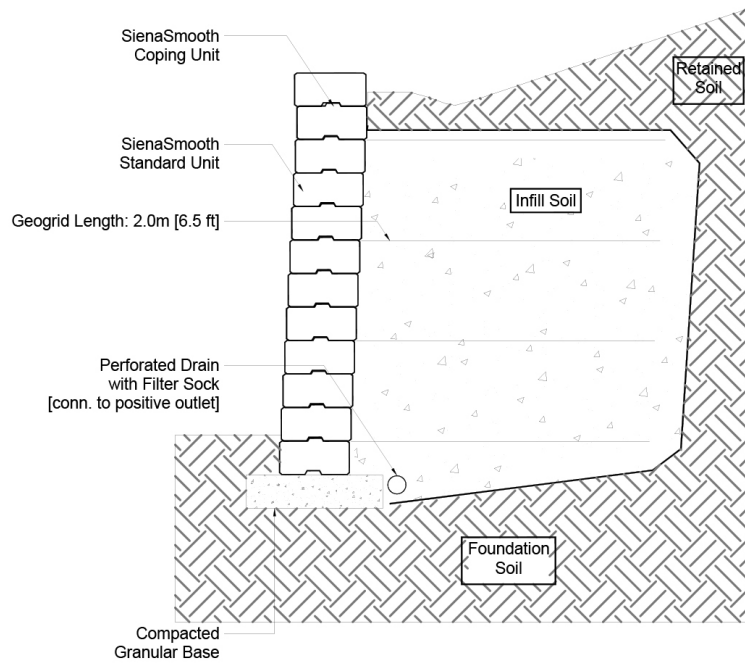 SienaSmooth
Coping Unit
Retained
Soil
SienaSmooth
Standard Unit
Infill Soil
Geogrid Length: 2.0m [6.5 ft]
Perforated Drain
with Filter Sock
[conn. to positive outlet]
Foundation
Soil
Compacted
Granular Base